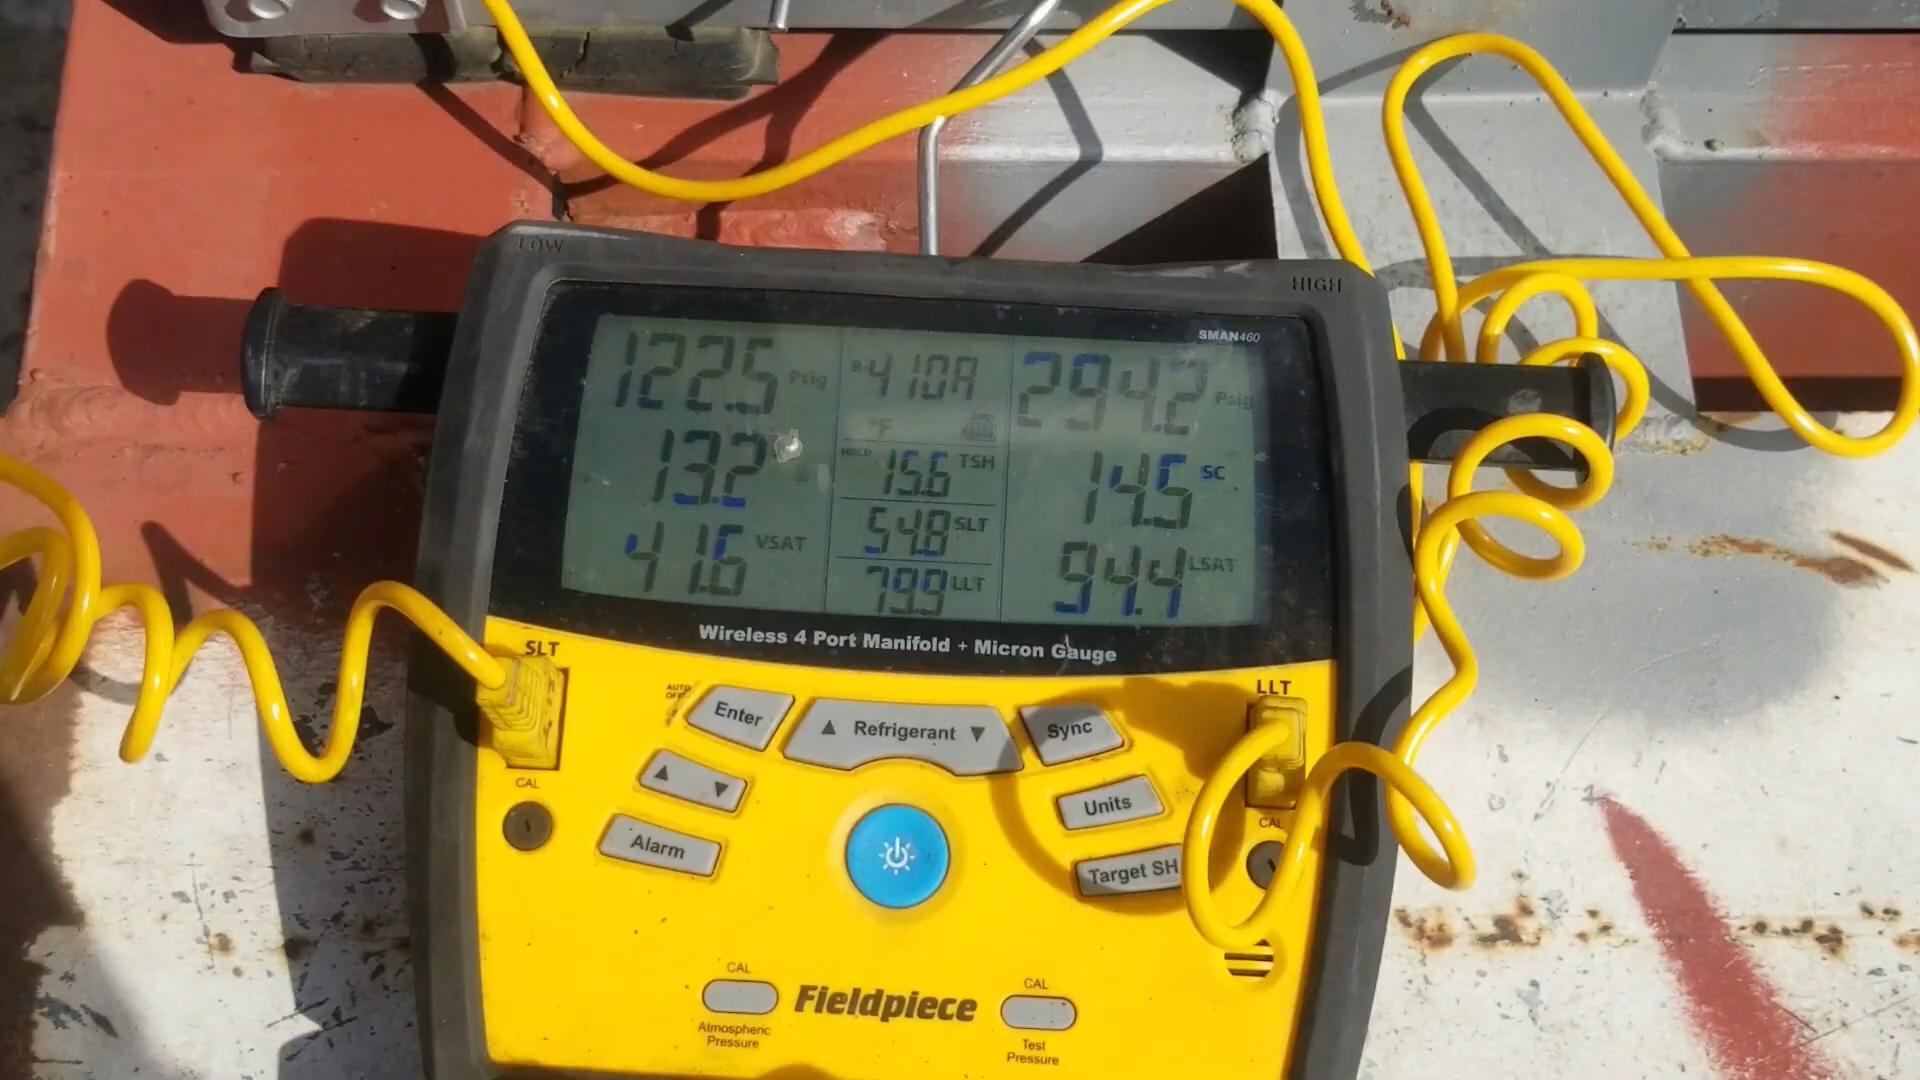 LOW
HIGH
SMAN460
122.5 Psig
R-410A
294.2 Psig
°F
13.2
HOLD 15.6 TSH
14.5 SC
54.8 SLT
41.6 VSAT
94.4 LSAT
79.9 LLT
Wireless 4 Port Manifold + Micron Gauge
SLT
LLT
AUTO
OFF
Enter
▲ Refrigerant ▼
Sync
▲ ▼
Units
CAL
CAL
Alarm
Target SH
CAL
CAL
Fieldpiece
Atmospheric
Pressure
Test
Pressure